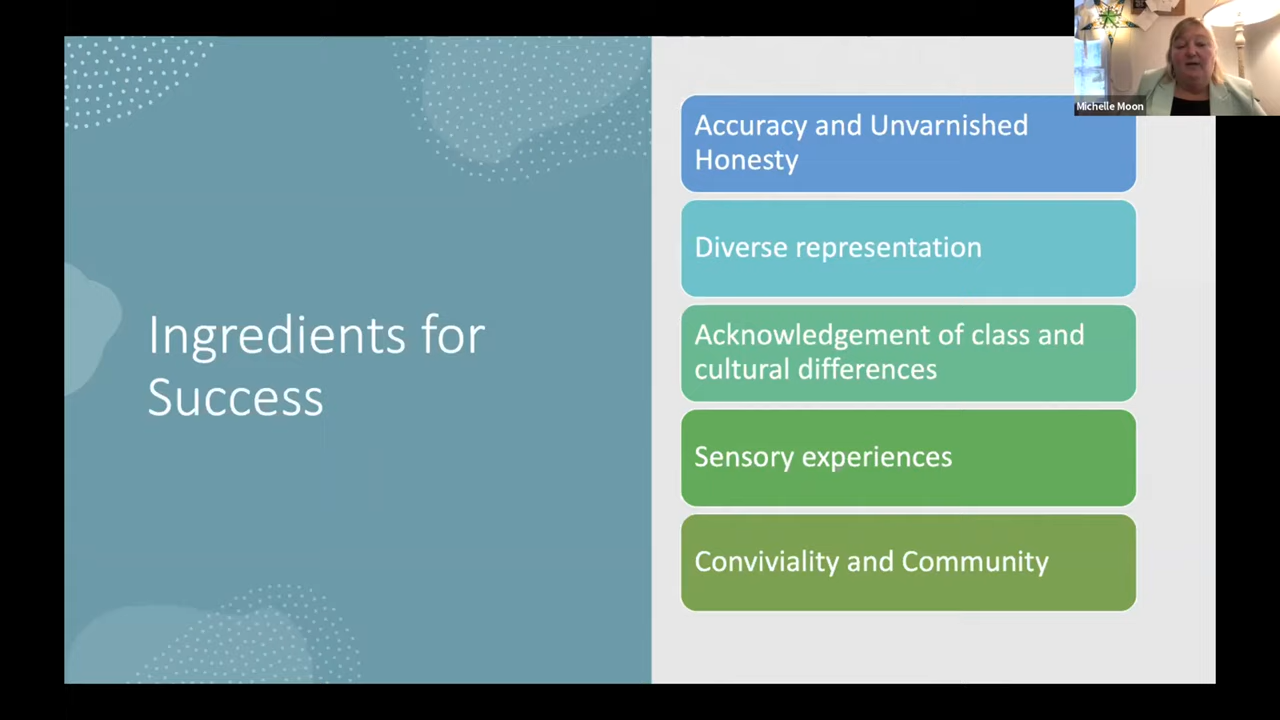 Ingredients for
Success
Accuracy and Unvarnished
Honesty
Diverse representation
Acknowledgement of class and
cultural differences
Sensory experiences
Conviviality and Community
Michelle Moon